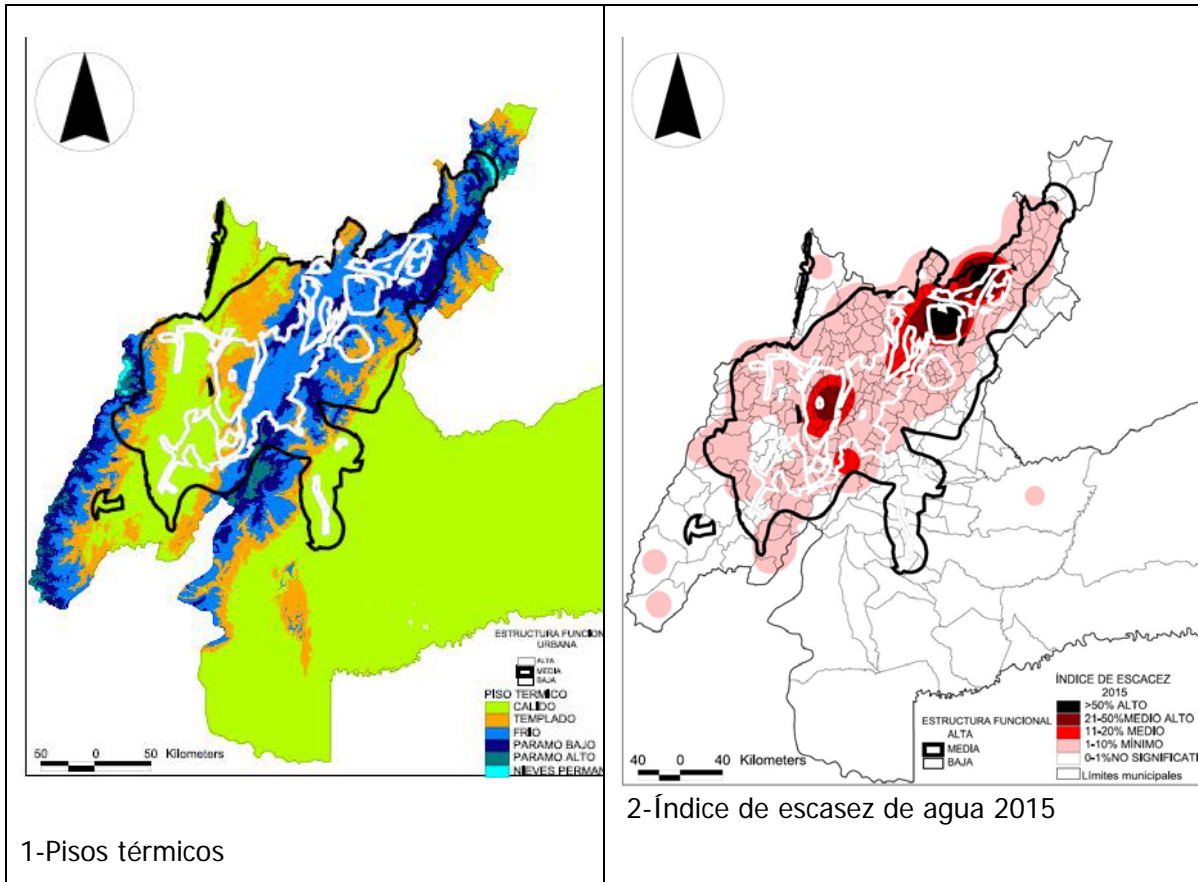 ESTRUCTURA FUNCION
URBANA
ALTA
MEDIA
BAJA
PISO TERMICO
CALIDO
TEMPLADO
FRIO
PARAMO BAJO
PARAMO ALTO
NIEVES PERMAN
50 0 50 Kilometers
1-Pisos térmicos
ESTRUCTURA FUNCIONAL
ALTA
MEDIA
BAJA
ÍNDICE DE ESCACEZ
2015
>50% ALTO
21-50%MEDIO ALTO
11-20% MEDIO
1-10% MÍNIMO
0-1%NO SIGNIFICATI
Límites municipales
40 0 40 Kilometers
2-Índice de escasez de agua 2015